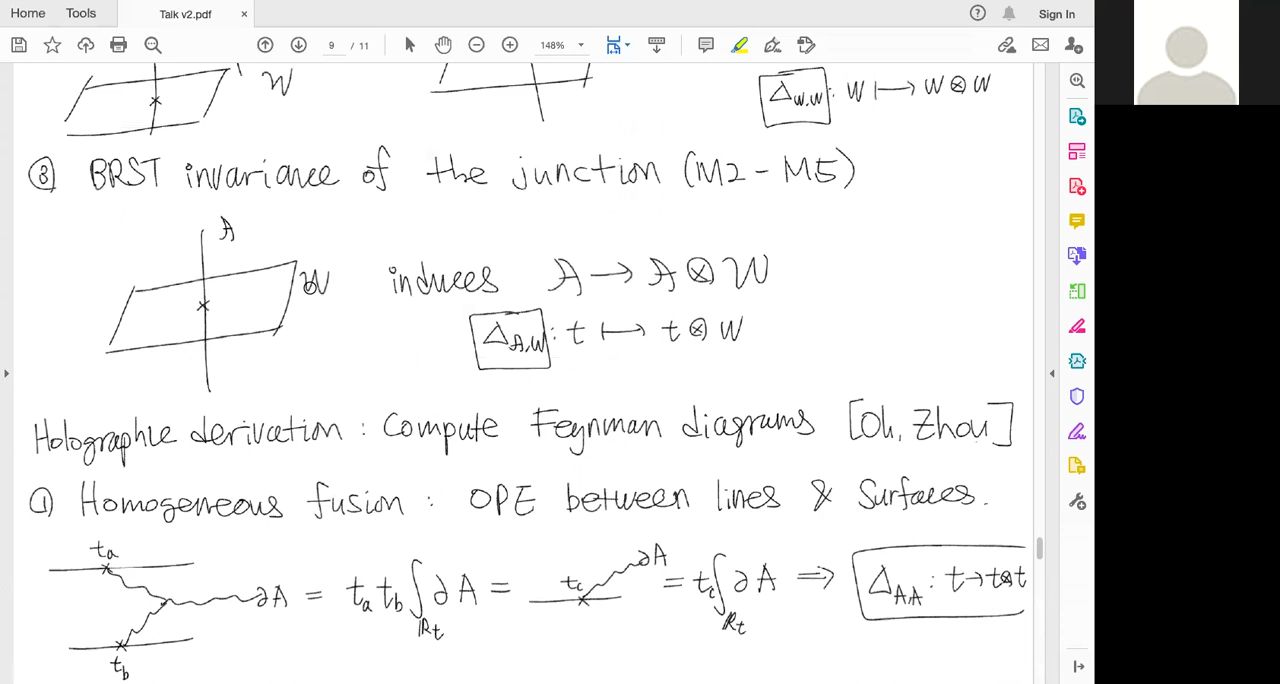 Home Tools Talk v2.pdf × Sign In
9 / 11 148%
W
Δ_{W,W} : W ↦ W ⊗ W
③ BRST invariance of the junction (M2 - M5)
A
W induces A → A ⊗ W
Δ_{A,W} : t ↦ t ⊗ W
Holographic derivation : Compute Feynman diagrams [Oh, Zhou]
① Homogeneous fusion : OPE between lines & Surfaces.
t_a
∂A = t_a t_b ∫_{ℝ_t} ∂A = t_c ∂A = t_c ∫_{ℝ_t} ∂A ⟹ Δ_{A,A} : t → t⊗t
t_b